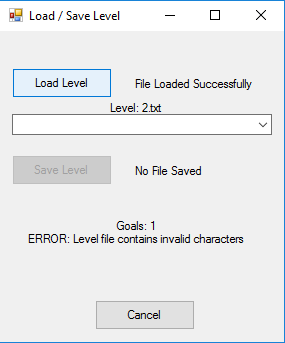 Load / Save Level
Load Level
File Loaded Successfully
Level: 2.txt
Save Level
No File Saved
Goals: 1
ERROR: Level file contains invalid characters
Cancel